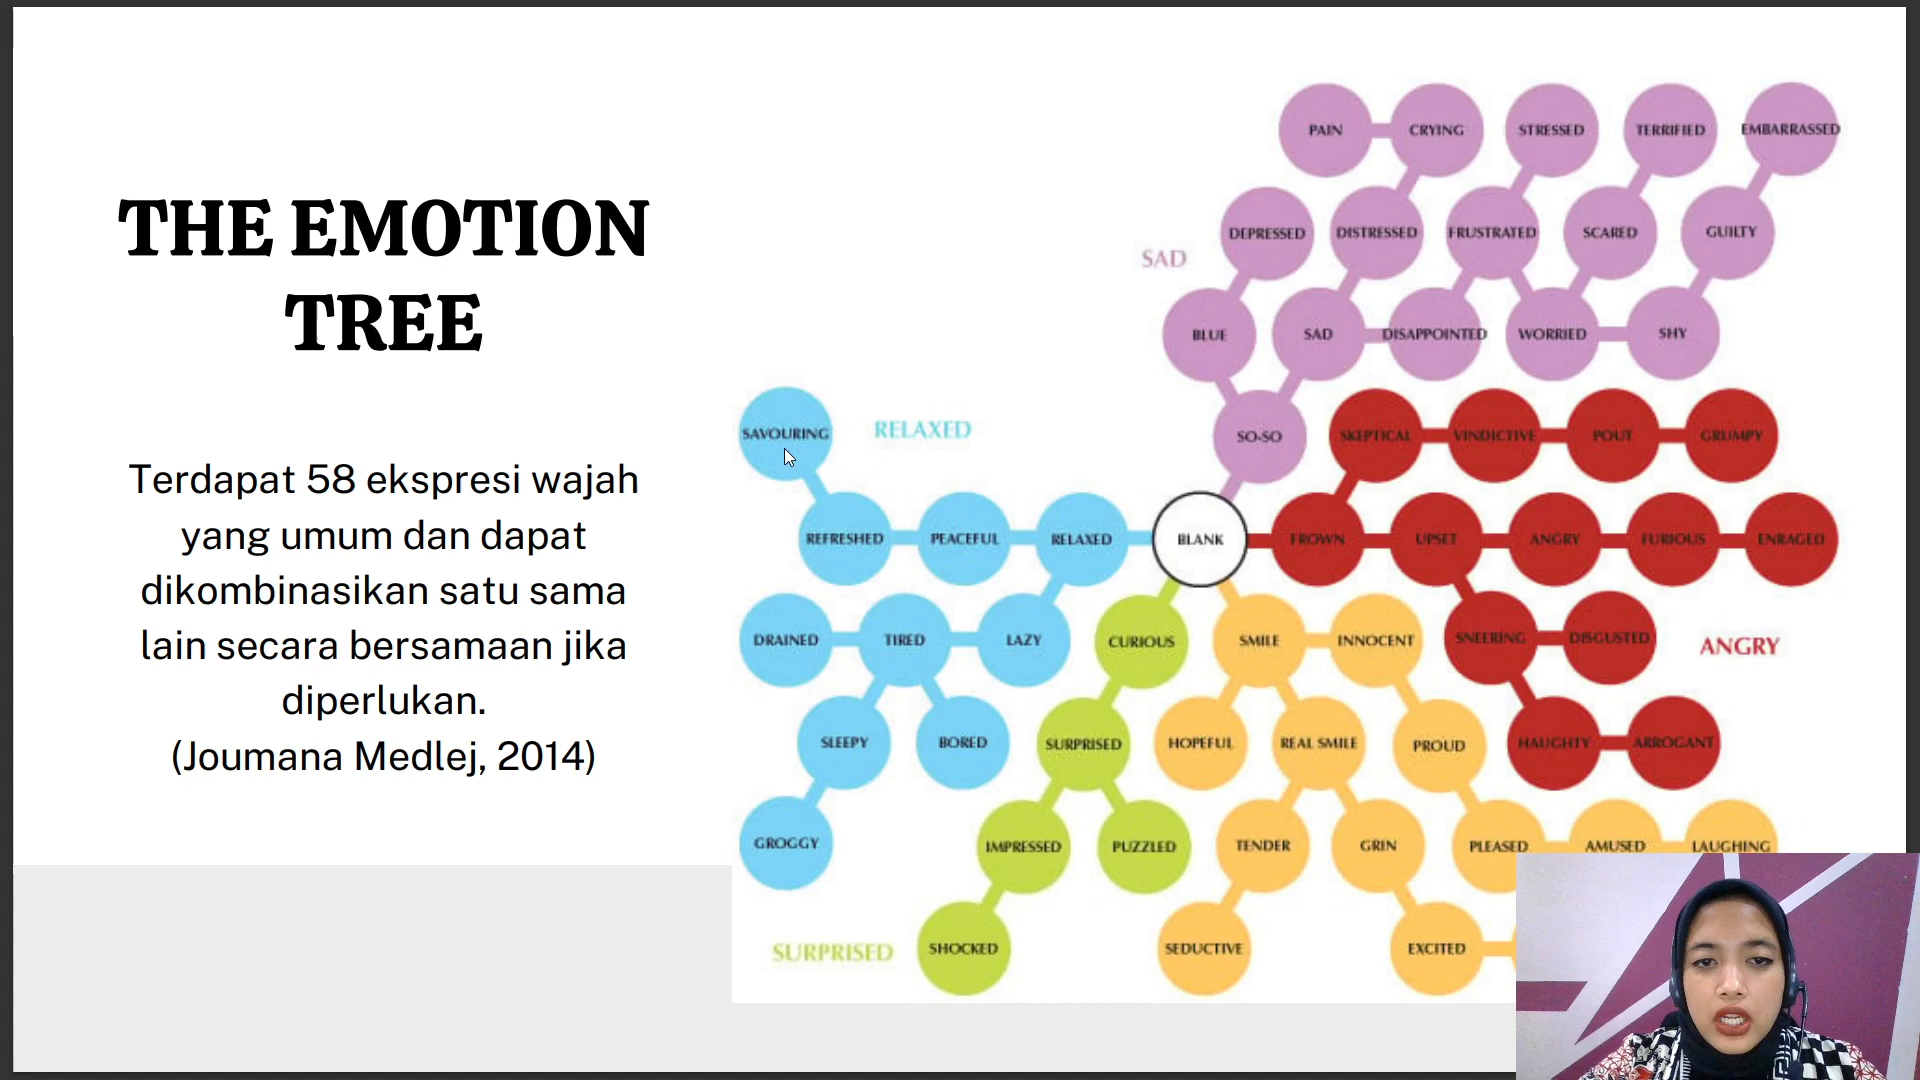 THE EMOTION
TREE
Terdapat 58 ekspresi wajah
yang umum dan dapat
dikombinasikan satu sama
lain secara bersamaan jika
diperlukan.
(Joumana Medlej, 2014)
PAIN CRYING STRESSED TERRIFIED EMBARRASSED
DEPRESSED DISTRESSED FRUSTRATED SCARED GUILTY
SAD
BLUE SAD DISAPPOINTED WORRIED SHY
SAVOURING RELAXED SO-SO SKEPTICAL VINDICTIVE POUT GRUMPY
REFRESHED PEACEFUL RELAXED BLANK FROWN UPSET ANGRY FURIOUS ENRAGED
DRAINED TIRED LAZY CURIOUS SMILE INNOCENT SNEERING DISGUSTED ANGRY
SLEEPY BORED SURPRISED HOPEFUL REAL SMILE PROUD HAUGHTY ARROGANT
GROGGY IMPRESSED PUZZLED TENDER GRIN PLEASED AMUSED LAUGHING
SURPRISED SHOCKED SEDUCTIVE EXCITED